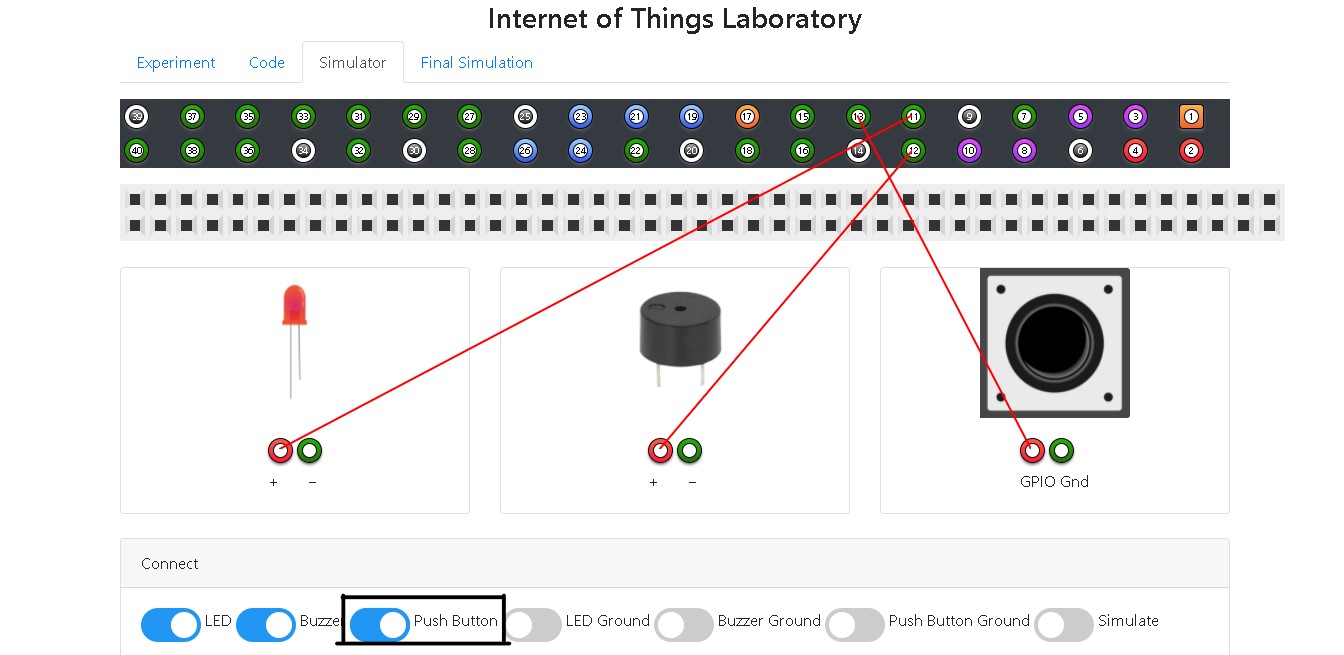 Internet of Things Laboratory
Experiment Code Simulator Final Simulation
39 37 35 33 31 29 27 25 23 21 19 17 15 13 11 9 7 5 3 1
40 38 36 34 32 30 28 26 24 22 20 18 16 14 12 10 8 6 4 2
+ − + − GPIO Gnd
Connect
LED Buzzer Push Button LED Ground Buzzer Ground Push Button Ground Simulate